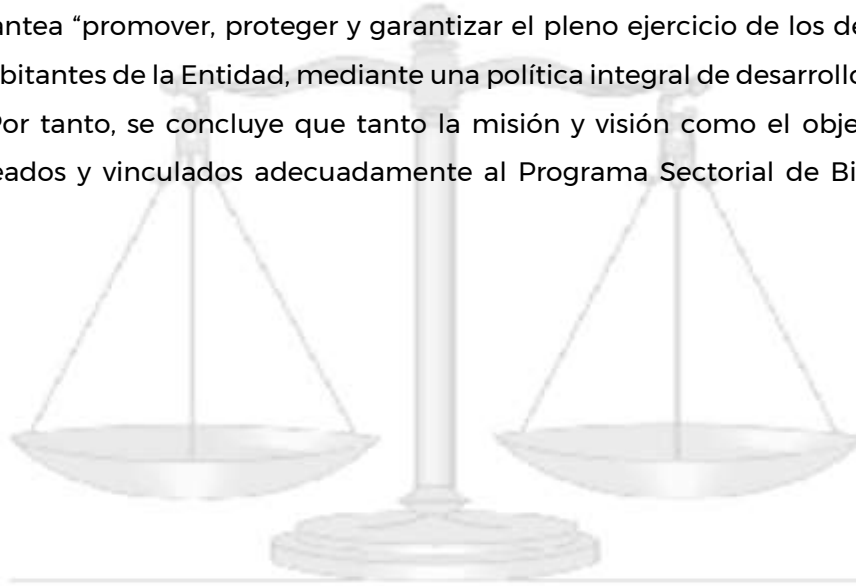 antea “promover, proteger y garantizar el pleno ejercicio de los de
bitantes de la Entidad, mediante una política integral de desarrollo
Por tanto, se concluye que tanto la misión y visión como el obje
eados y vinculados adecuadamente al Programa Sectorial de Bi